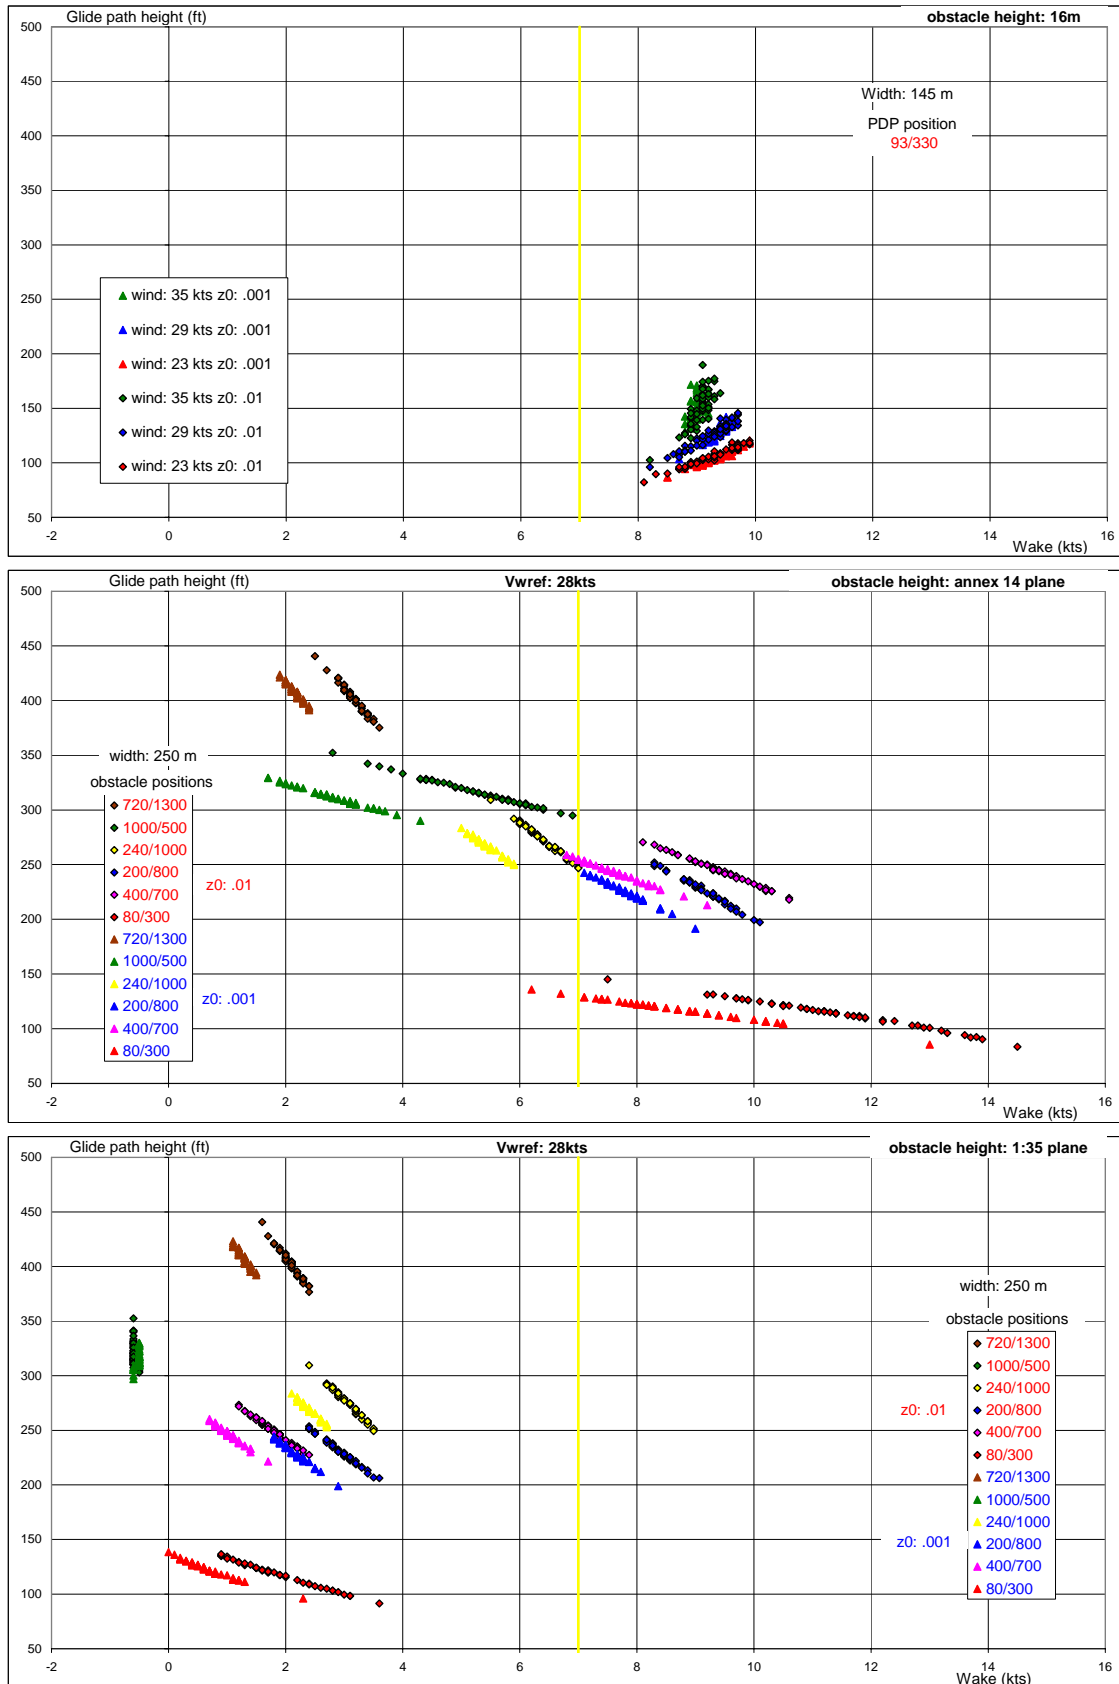 Glide path height (ft)
obstacle height: 16m
500
450
400
350
300
250
200
150
100
50
Width: 145 m
PDP position
93/330
wind: 35 kts z0: .001
wind: 29 kts z0: .001
wind: 23 kts z0: .001
wind: 35 kts z0: .01
wind: 29 kts z0: .01
wind: 23 kts z0: .01
-2 0 2 4 6 8 10 12 14 16
Wake (kts)
Glide path height (ft)
Vwref: 28kts
obstacle height: annex 14 plane
500
450
400
350
300
250
200
150
100
50
width: 250 m
obstacle positions
720/1300
1000/500
240/1000
200/800
z0: .01
400/700
80/300
720/1300
1000/500
240/1000
z0: .001
200/800
400/700
80/300
-2 0 2 4 6 8 10 12 14 16
Wake (kts)
Glide path height (ft)
Vwref: 28kts
obstacle height: 1:35 plane
500
450
400
350
300
250
200
150
100
50
width: 250 m
obstacle positions
720/1300
1000/500
240/1000
z0: .01
200/800
400/700
80/300
720/1300
1000/500
240/1000
z0: .001
200/800
400/700
80/300
-2 0 2 4 6 8 10 12 14 16
Wake (kts)